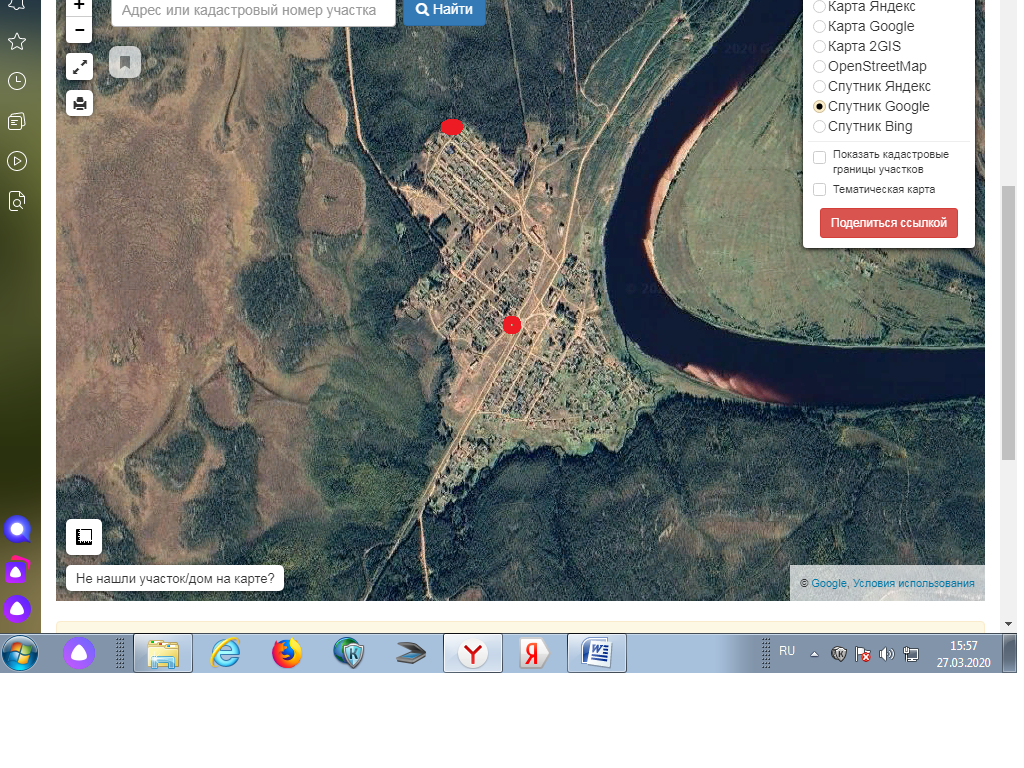 +
Адрес или кадастровый номер участка
Найти
−
Карта Яндекс
Карта Google
Карта 2GIS
OpenStreetMap
Спутник Яндекс
Спутник Google
Спутник Bing
Показать кадастровые
границы участков
Тематическая карта
Поделиться ссылкой
Не нашли участок/дом на карте?
© Google, Условия использования
RU
15:57
27.03.2020